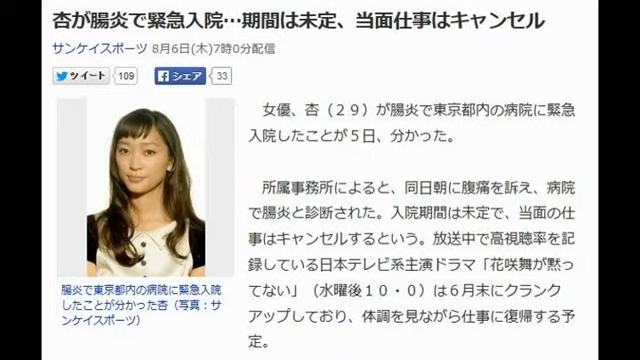 杏が腸炎で緊急入院…期間は未定、当面仕事はキャンセル
サンケイスポーツ 8月6日(木)7時0分配信
ツイート 109 シェア 33
女優、杏（２９）が腸炎で東京都内の病院に緊急
入院したことが５日、分かった。
所属事務所によると、同日朝に腹痛を訴え、病院
で腸炎と診断された。入院期間は未定で、当面の仕
事はキャンセルするという。放送中で高視聴率を記
録している日本テレビ系主演ドラマ「花咲舞が黙っ
てない」（水曜後１０・０）は６月末にクランク
アップしており、体調を見ながら仕事に復帰する予
定。
腸炎で東京都内の病院に緊急入院
したことが分かった杏（写真：サ
ンケイスポーツ）